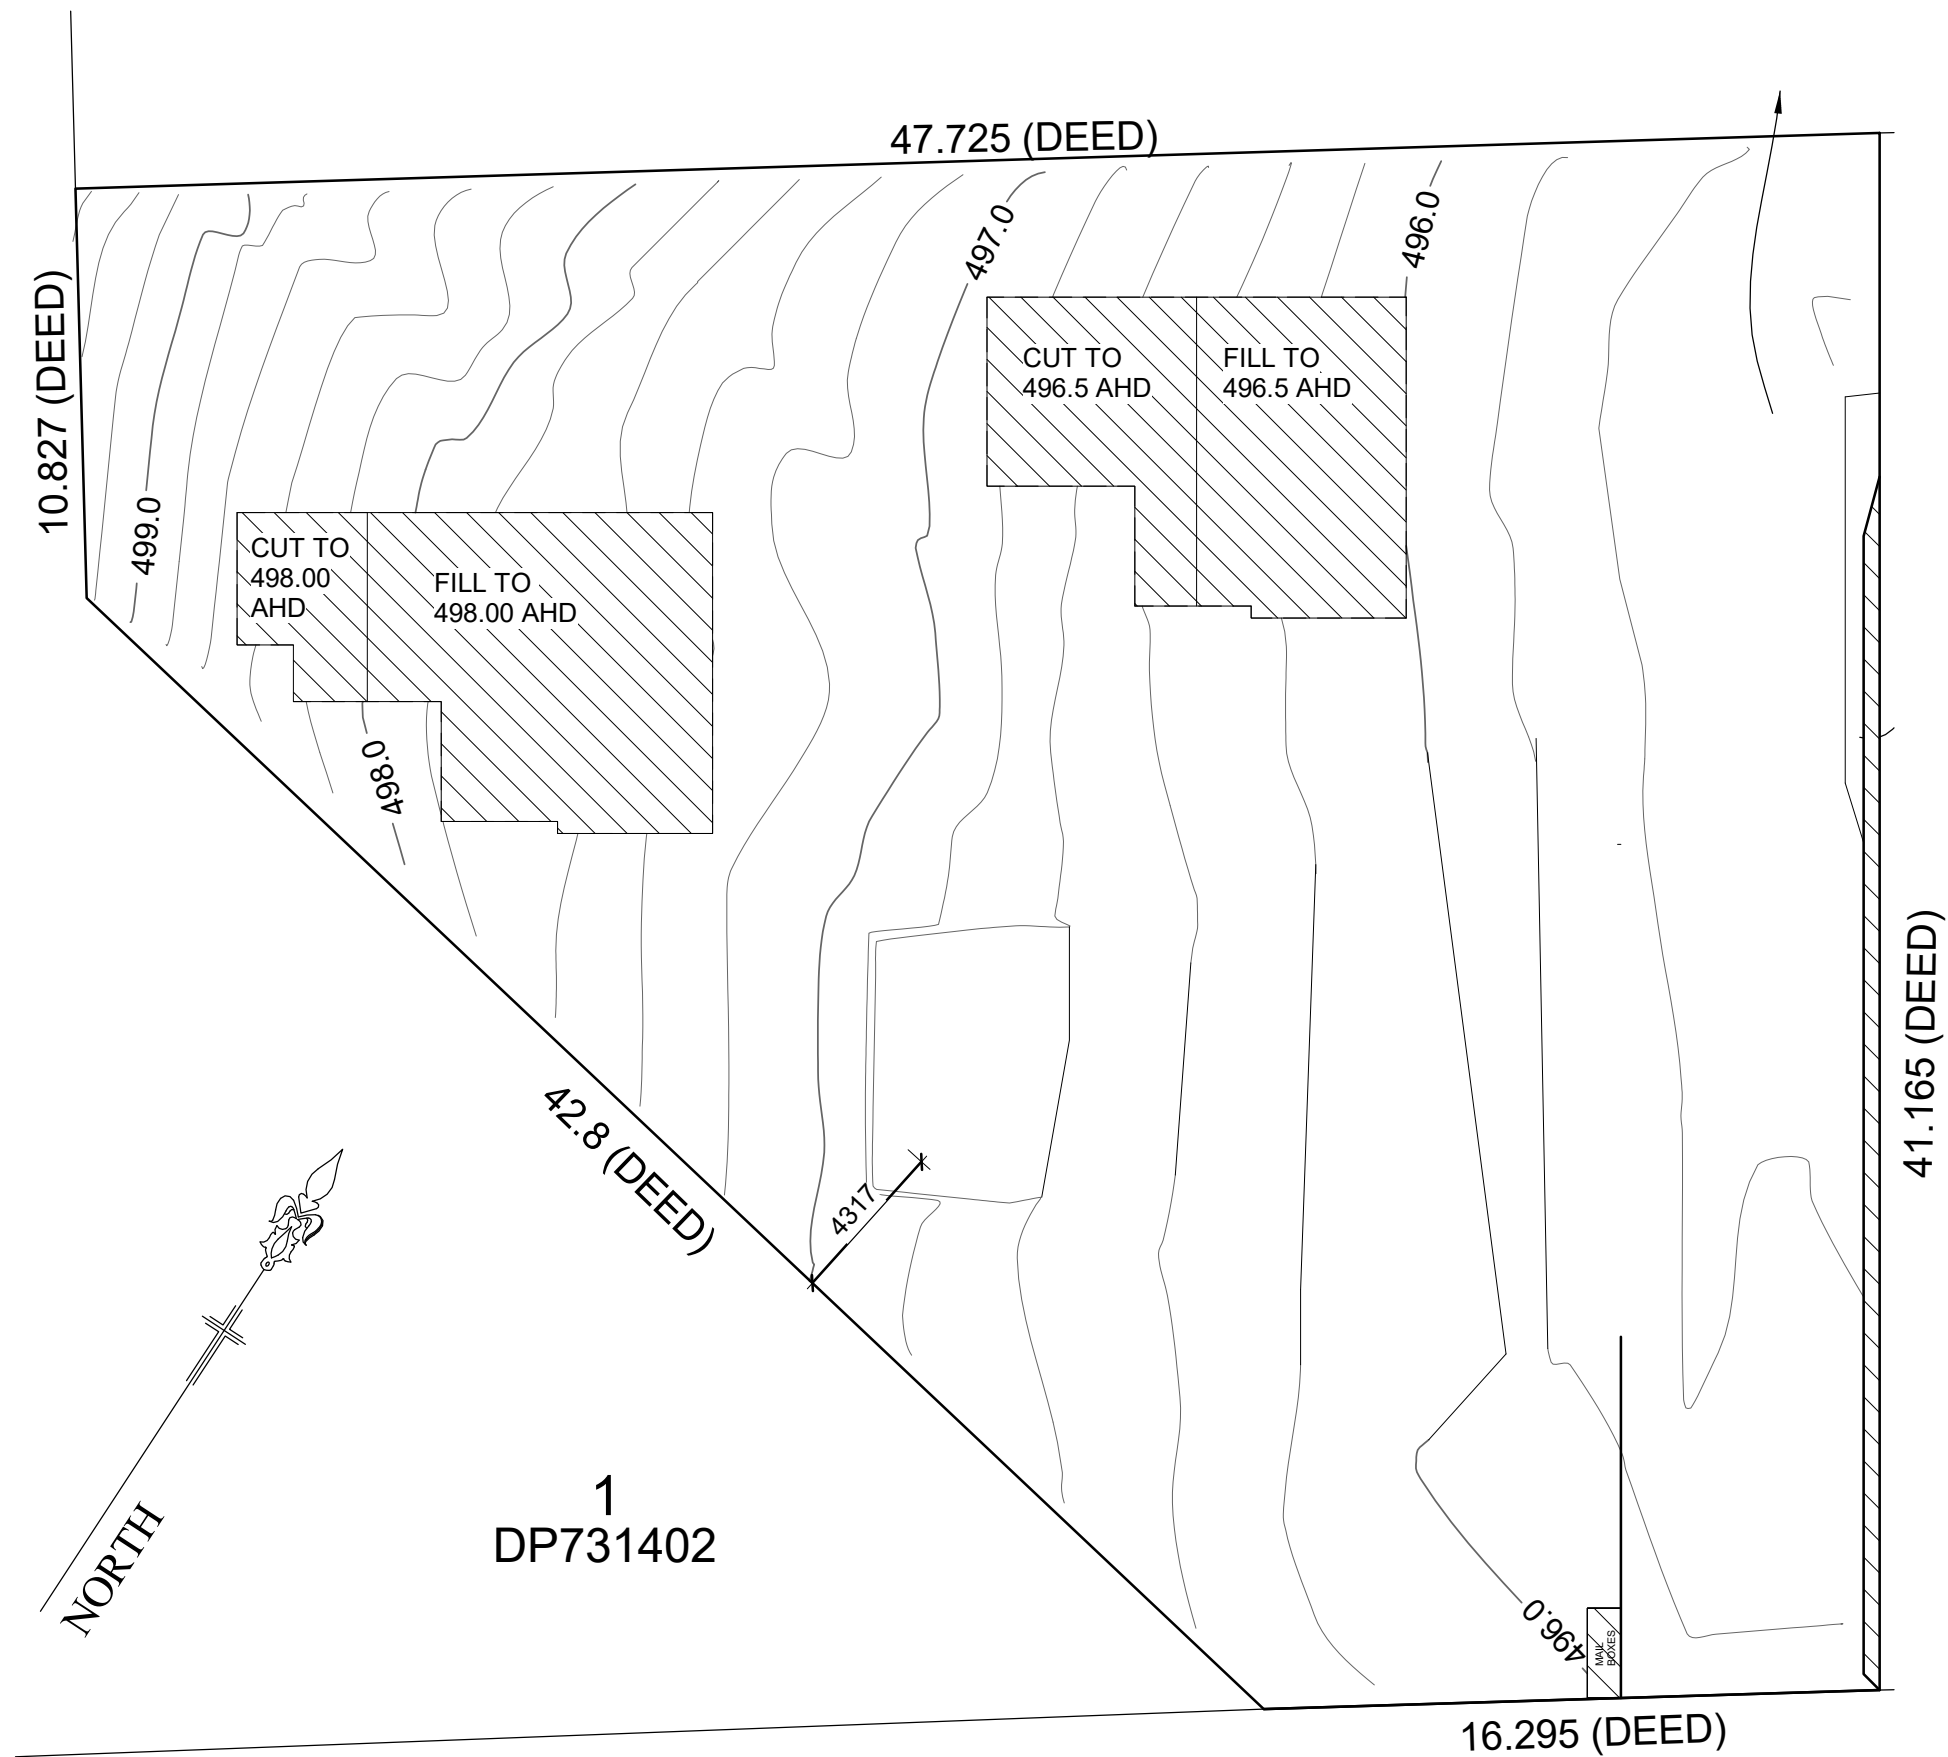 47.725 (DEED)
496.0
497.0
10.827 (DEED)
CUT TO
496.5 AHD
FILL TO
496.5 AHD
499.0
CUT TO
498.00
AHD
FILL TO
498.00 AHD
498.0
41.165 (DEED)
42.8 (DEED)
4317
NORTH
1
DP731402
496.0
MAIL
BOXES
16.295 (DEED)